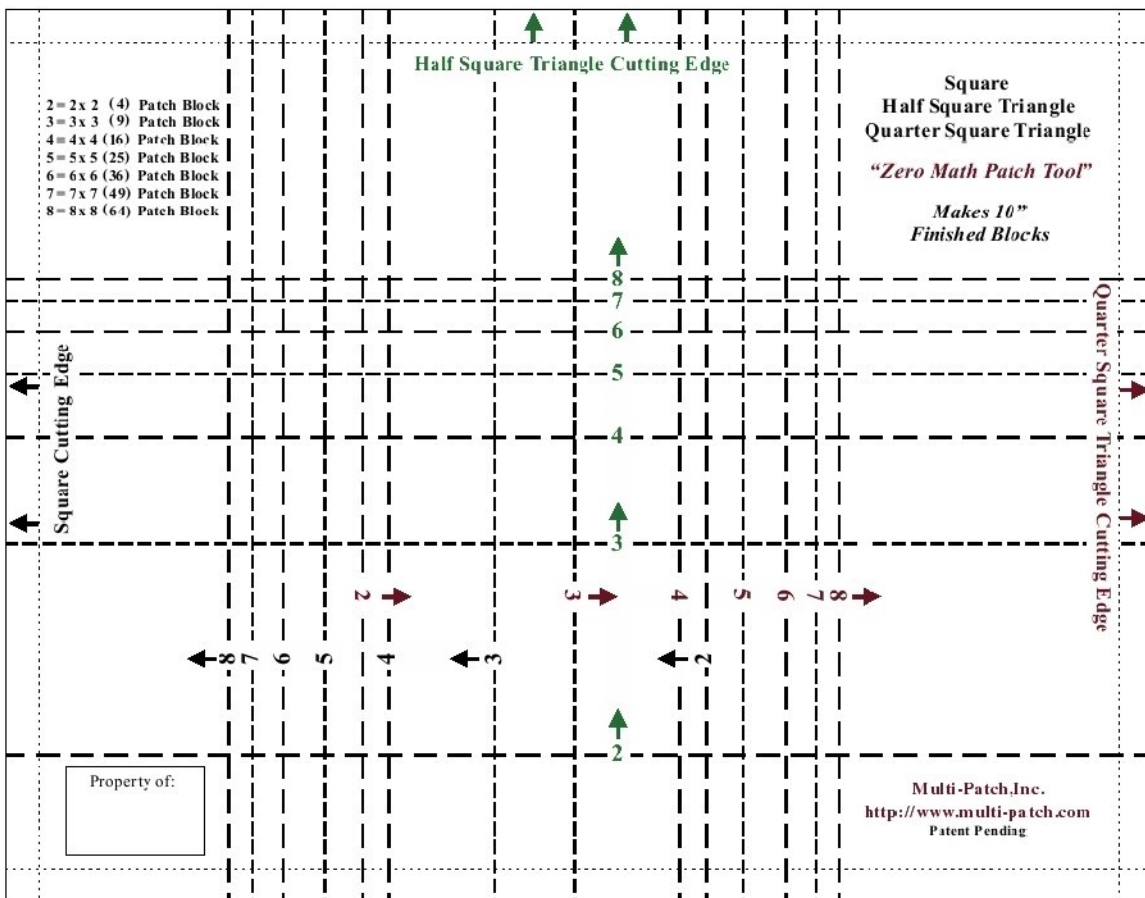 Half Square Triangle Cutting Edge
2 = 2 x 2 (4) Patch Block
3 = 3 x 3 (9) Patch Block
4 = 4 x 4 (16) Patch Block
5 = 5 x 5 (25) Patch Block
6 = 6 x 6 (36) Patch Block
7 = 7 x 7 (49) Patch Block
8 = 8 x 8 (64) Patch Block
Square
Half Square Triangle
Quarter Square Triangle
“Zero Math Patch Tool”
Makes 10”
Finished Blocks
8
7
6
5
4
3
2
Square Cutting Edge
Quarter Square Triangle Cutting Edge
2 3 4 5 6 7 8
8 7 6 5 4 3 2
Property of:
Multi-Patch,Inc.
http://www.multi-patch.com
Patent Pending